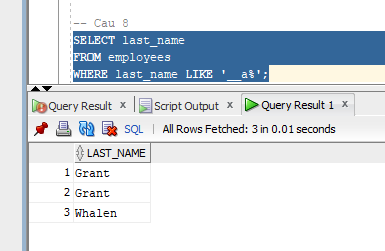 -- Cau 8
SELECT last_name
FROM employees
WHERE last_name LIKE '__a%';
Query Result x Script Output x Query Result 1 x
SQL | All Rows Fetched: 3 in 0.01 seconds
LAST_NAME
1 Grant
2 Grant
3 Whalen